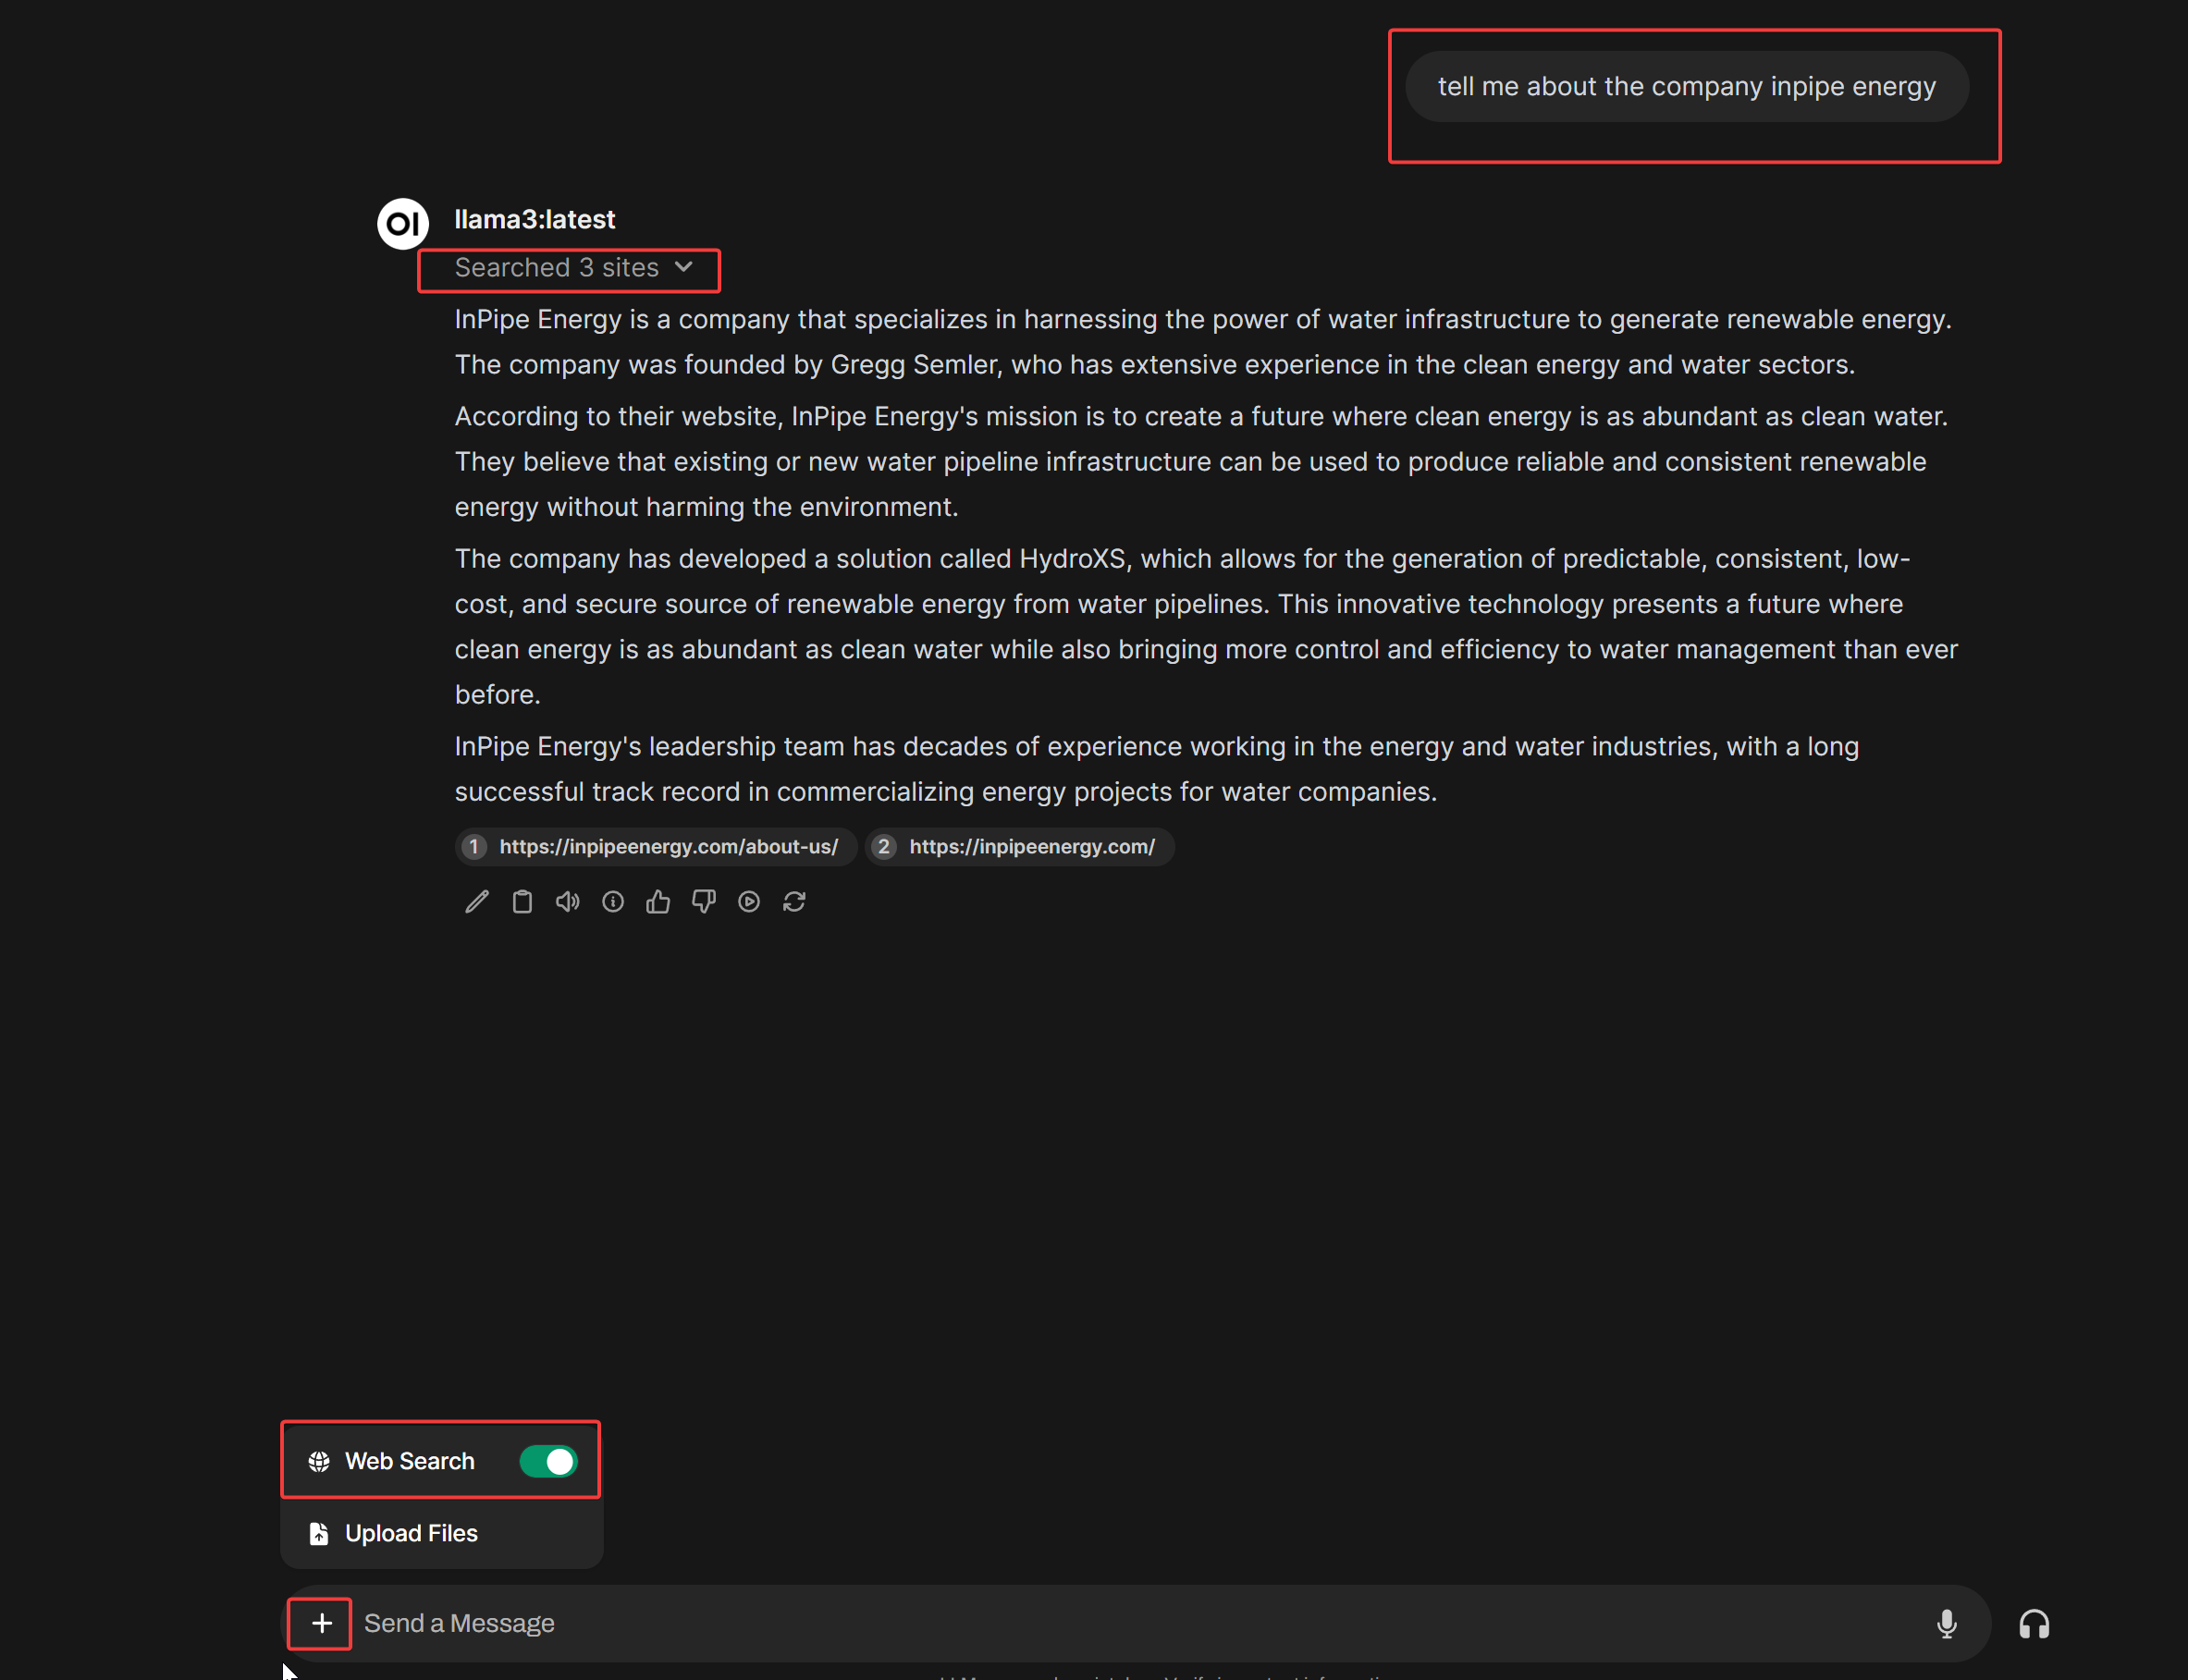 tell me about the company inpipe energy
OI
llama3:latest
Searched 3 sites
InPipe Energy is a company that specializes in harnessing the power of water infrastructure to generate renewable energy.
The company was founded by Gregg Semler, who has extensive experience in the clean energy and water sectors.
According to their website, InPipe Energy's mission is to create a future where clean energy is as abundant as clean water.
They believe that existing or new water pipeline infrastructure can be used to produce reliable and consistent renewable
energy without harming the environment.
The company has developed a solution called HydroXS, which allows for the generation of predictable, consistent, low-
cost, and secure source of renewable energy from water pipelines. This innovative technology presents a future where
clean energy is as abundant as clean water while also bringing more control and efficiency to water management than ever
before.
InPipe Energy's leadership team has decades of experience working in the energy and water industries, with a long
successful track record in commercializing energy projects for water companies.
1 https://inpipeenergy.com/about-us/ 2 https://inpipeenergy.com/
Web Search
Upload Files
Send a Message